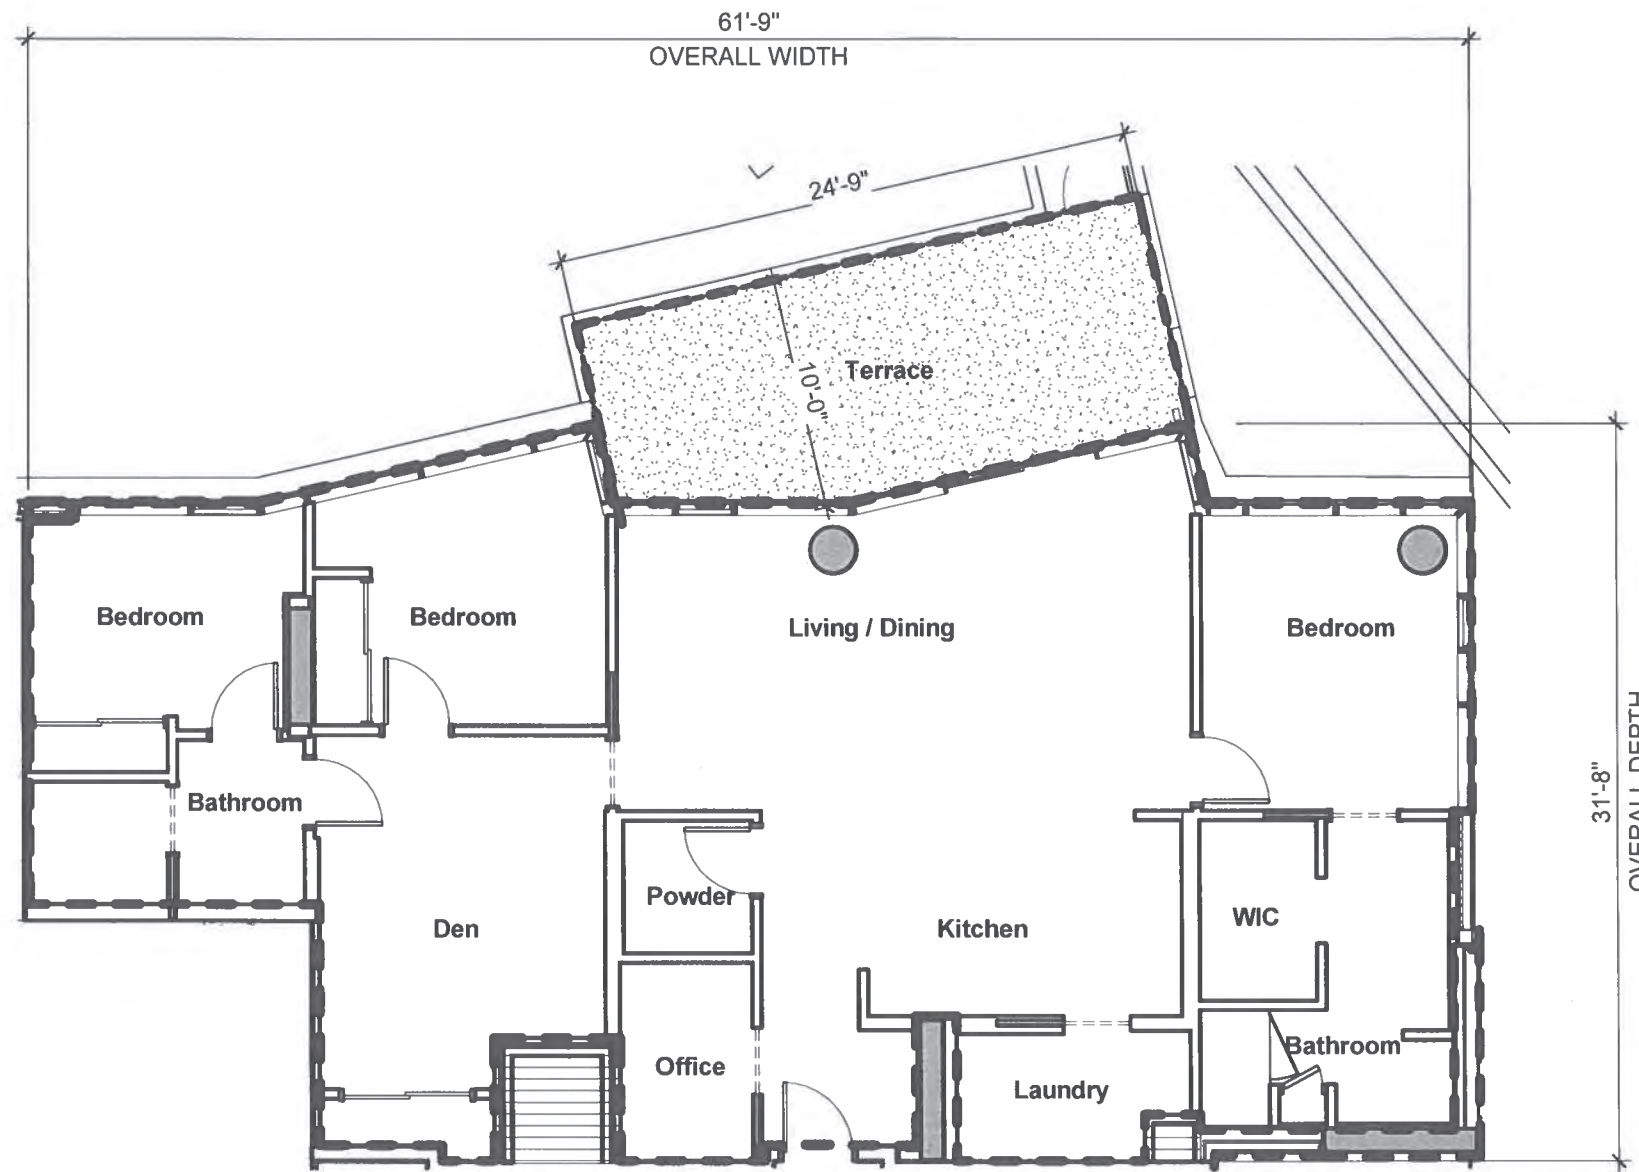 61'-9"
OVERALL WIDTH
24'-9"
10'-0"
Terrace
Bedroom
Bedroom
Living / Dining
Bedroom
31'-8"
OVERALL DEPTH
Bathroom
Powder
Den
Kitchen
WIC
Office
Laundry
Bathroom